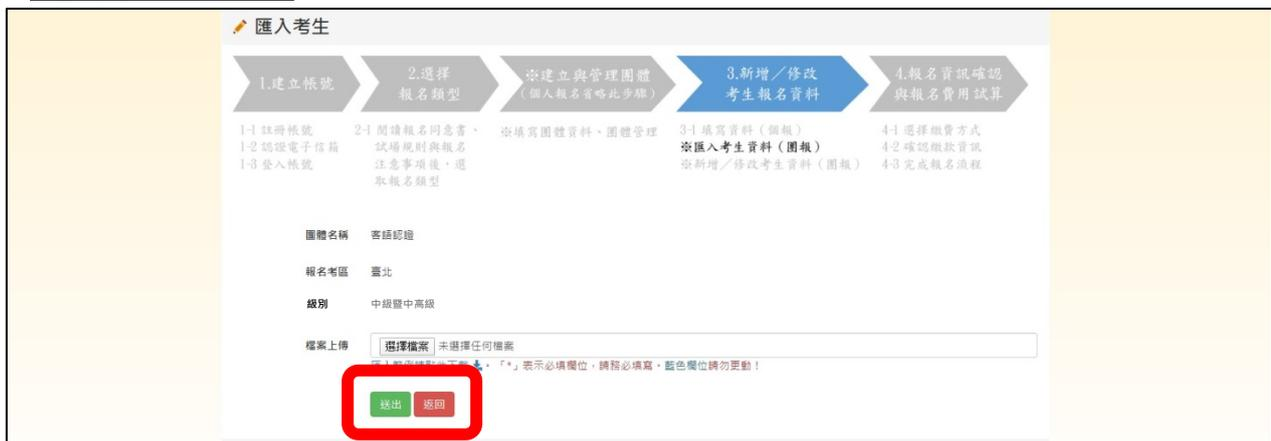 匯入考生
1.建立帳號
2.選擇
報名類型
※建立與管理團體
(個人報名省略此步驟)
3.新增／修改
考生報名資料
4.報名資訊確認
與報名費用試算
1-1 註冊帳號
1-2 認證電子信箱
1-3 登入帳號
2-1 閱讀報名同意書、
試場規則與報名
注意事項後，選
取報名類型
※填寫團體資料、團體管理
3-1 填寫資料（個報）
※匯入考生資料（團報）
※新增／修改考生資料（團報）
4-1 選擇繳費方式
4-2 確認繳款資訊
4-3 完成報名流程
團體名稱 客語認證
報名考區 臺北
級別 中級暨中高級
檔案上傳 選擇檔案 未選擇任何檔案
「*」表示必填欄位，請務必填寫。藍色欄位請勿更動！
送出 返回